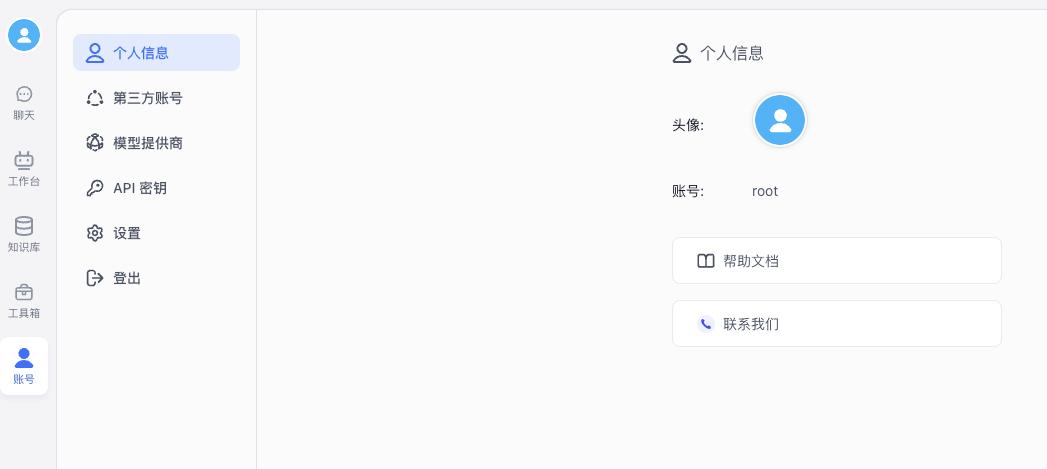 聊天
工作台
知识库
工具箱
账号
个人信息
第三方账号
模型提供商
API 密钥
设置
登出
个人信息
头像:
账号: root
帮助文档
联系我们